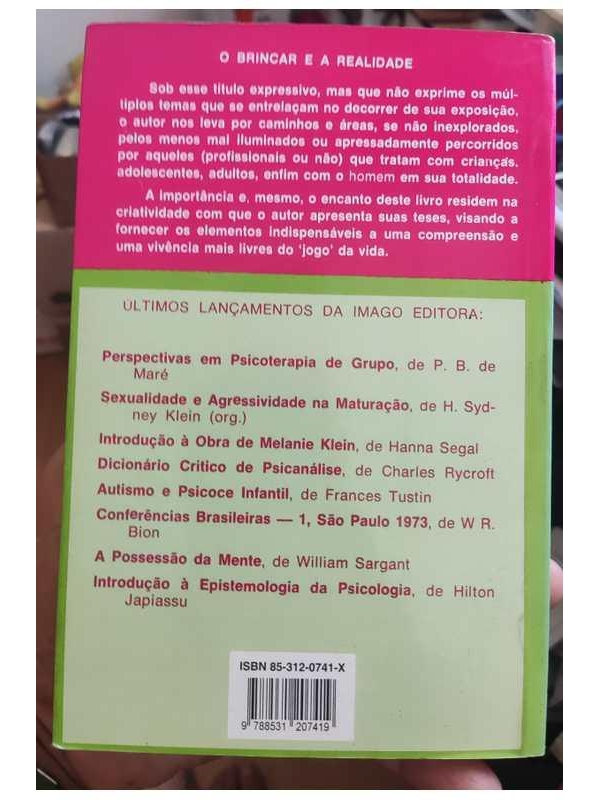 O BRINCAR E A REALIDADE
Sob esse título expressivo, mas que não exprime os múl-
tiplos temas que se entrelaçam no decorrer de sua exposição,
o autor nos leva por caminhos e áreas, se não inexplorados,
pelos menos mal iluminados ou apressadamente percorridos
por aqueles (profissionais ou não) que tratam com crianças.
adolescentes, adultos, enfim com o homem em sua totalidade.
A importância e, mesmo, o encanto deste livro residem na
criatividade com que o autor apresenta suas teses, visando a
fornecer os elementos indispensáveis a uma compreensão e
uma vivência mais livres do 'jogo' da vida.
ÚLTIMOS LANÇAMENTOS DA IMAGO EDITORA:
Perspectivas em Psicoterapia de Grupo, de P. B. de
Maré
Sexualidade e Agressividade na Maturação, de H. Syd-
ney Klein (org.)
Introdução à Obra de Melanie Klein, de Hanna Segal
Dicionário Critico de Psicanálise, de Charles Rycroft
Autismo e Psicoce Infantil, de Frances Tustin
Conferências Brasileiras — 1, São Paulo 1973, de W R.
Bion
A Possessão da Mente, de William Sargant
Introdução à Epistemologia da Psicologia, de Hilton
Japiassu
ISBN 85-312-0741-X
9 788531 207419